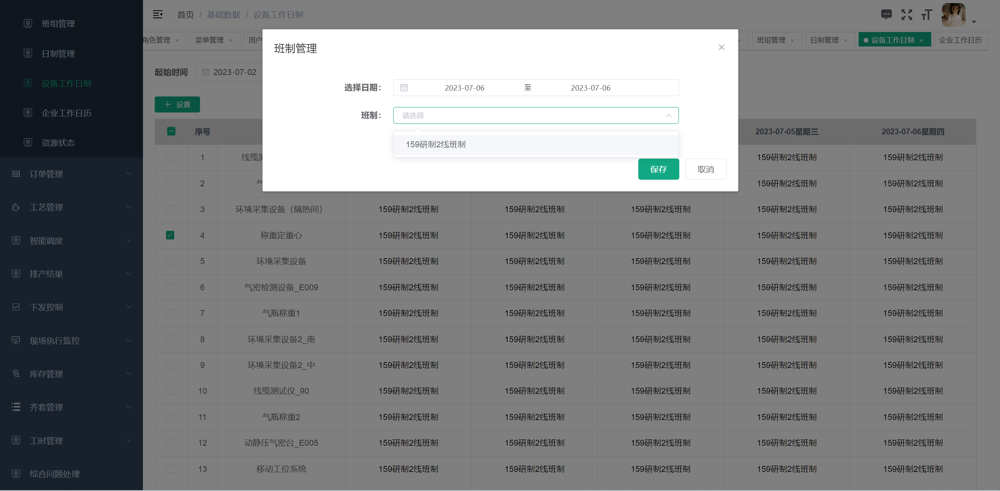 班组管理
日制管理
设备工作日制
企业工作日历
资源状态
订单管理
工艺管理
智能调度
排产结果
下发控制
现场执行监控
库存管理
齐套管理
工时管理
综合问题处理
首页 / 基础数据 / 设备工作日制
角色管理 × 菜单管理 × 用户 × 班组管理 × 日制管理 × 设备工作日制 × 企业工作日历
起始时间 2023-07-02
+ 设置
班制管理
选择日期： 2023-07-06 至 2023-07-06
班制： 请选择
159研制2线班制
保存 取消
序号 2023-07-05星期三 2023-07-06星期四
1 线缆测 159研制2线班制 159研制2线班制
2 159研制2线班制 159研制2线班制
3 环境采集设备（隔热间） 159研制2线班制 159研制2线班制 159研制2线班制 159研制2线班制 159研制2线班制
4 称重定重心 159研制2线班制 159研制2线班制 159研制2线班制 159研制2线班制 159研制2线班制
5 环境采集设备 159研制2线班制 159研制2线班制 159研制2线班制 159研制2线班制 159研制2线班制
6 气密检测设备_E009 159研制2线班制 159研制2线班制 159研制2线班制 159研制2线班制 159研制2线班制
7 气瓶称重1 159研制2线班制 159研制2线班制 159研制2线班制 159研制2线班制 159研制2线班制
8 环境采集设备2_南 159研制2线班制 159研制2线班制 159研制2线班制 159研制2线班制 159研制2线班制
9 环境采集设备2_中 159研制2线班制 159研制2线班制 159研制2线班制 159研制2线班制 159研制2线班制
10 线缆测试仪_90 159研制2线班制 159研制2线班制 159研制2线班制 159研制2线班制 159研制2线班制
11 气瓶称重2 159研制2线班制 159研制2线班制 159研制2线班制 159研制2线班制 159研制2线班制
12 动静压气密台_E005 159研制2线班制 159研制2线班制 159研制2线班制 159研制2线班制 159研制2线班制
13 移动工位系统 159研制2线班制 159研制2线班制 159研制2线班制 159研制2线班制 159研制2线班制